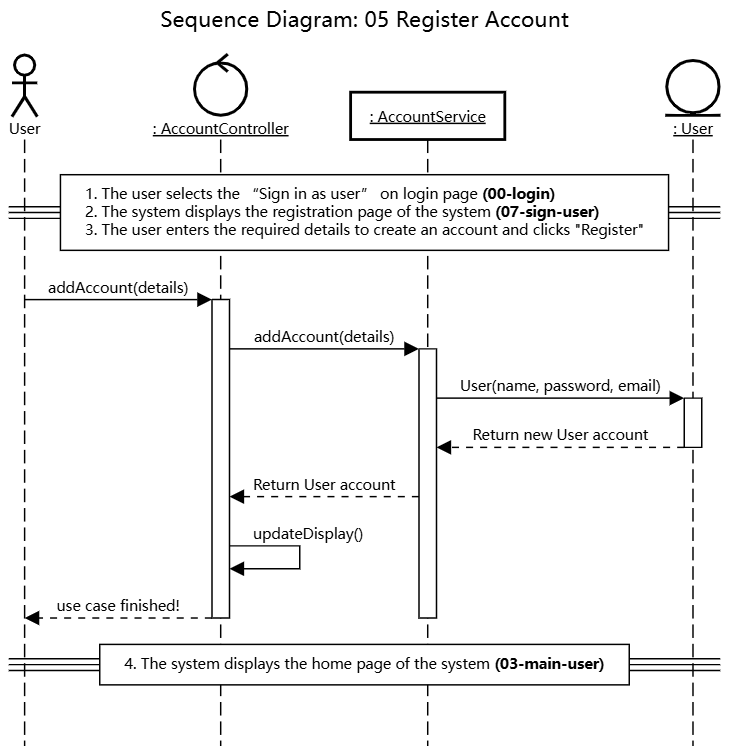 Sequence Diagram: 05 Register Account
User
: AccountController
: AccountService
: User
1. The user selects the “Sign in as user” on login page (00-login)
2. The system displays the registration page of the system (07-sign-user)
3. The user enters the required details to create an account and clicks "Register"
addAccount(details)
addAccount(details)
User(name, password, email)
Return new User account
Return User account
updateDisplay()
use case finished!
4. The system displays the home page of the system (03-main-user)